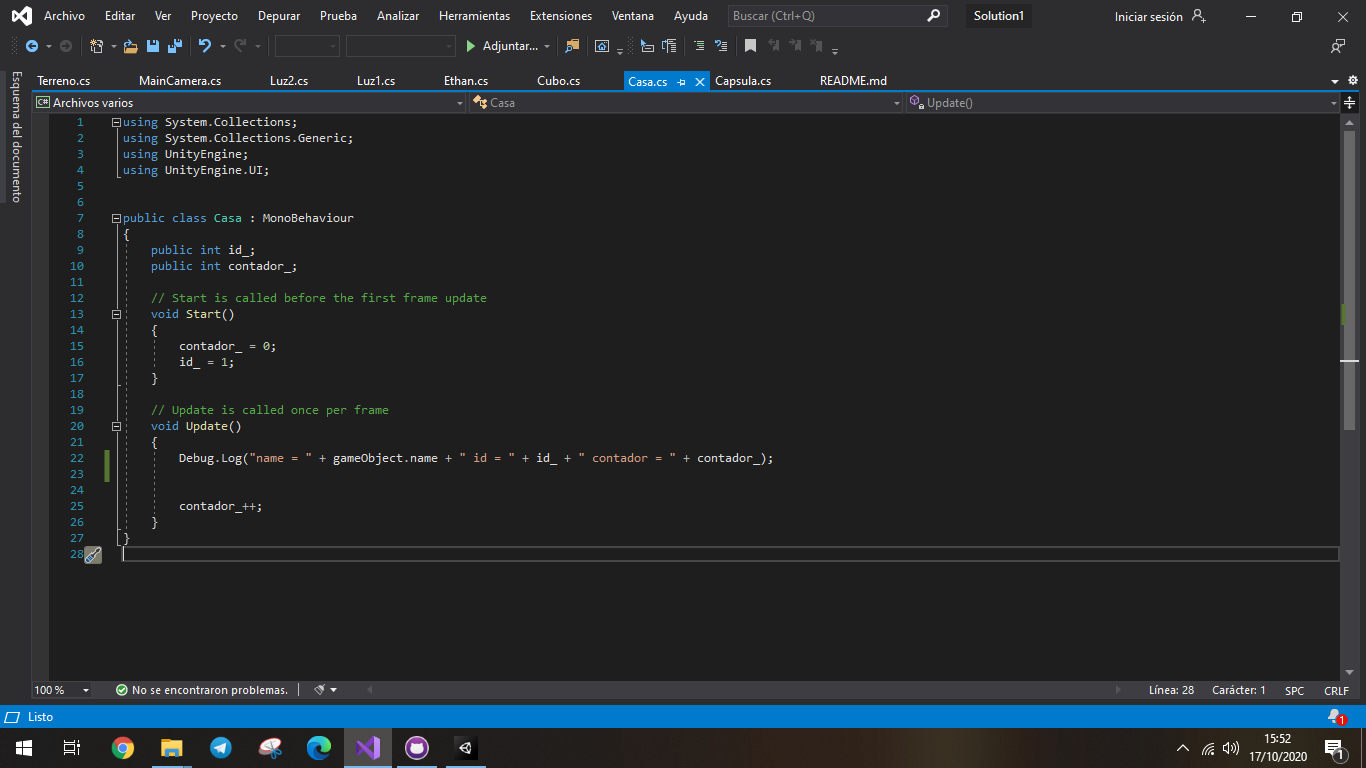 Archivo Editar Ver Proyecto Depurar Prueba Analizar Herramientas Extensiones Ventana Ayuda Buscar (Ctrl+Q) Solution1 Iniciar sesión
Adjuntar...
Terreno.cs MainCamera.cs Luz2.cs Luz1.cs Ethan.cs Cubo.cs Casa.cs Capsula.cs README.md
Esquema del documento
C# Archivos varios Casa Update()
1 using System.Collections;
2 using System.Collections.Generic;
3 using UnityEngine;
4 using UnityEngine.UI;
5
6
7 public class Casa : MonoBehaviour
8 {
9 public int id_;
10 public int contador_;
11
12 // Start is called before the first frame update
13 void Start()
14 {
15 contador_ = 0;
16 id_ = 1;
17 }
18
19 // Update is called once per frame
20 void Update()
21 {
22 Debug.Log("name = " + gameObject.name + " id = " + id_ + " contador = " + contador_);
23
24
25 contador_++;
26 }
27 }
28
100 % No se encontraron problemas. Línea: 28 Carácter: 1 SPC CRLF
Listo 1
15:52
17/10/2020 1